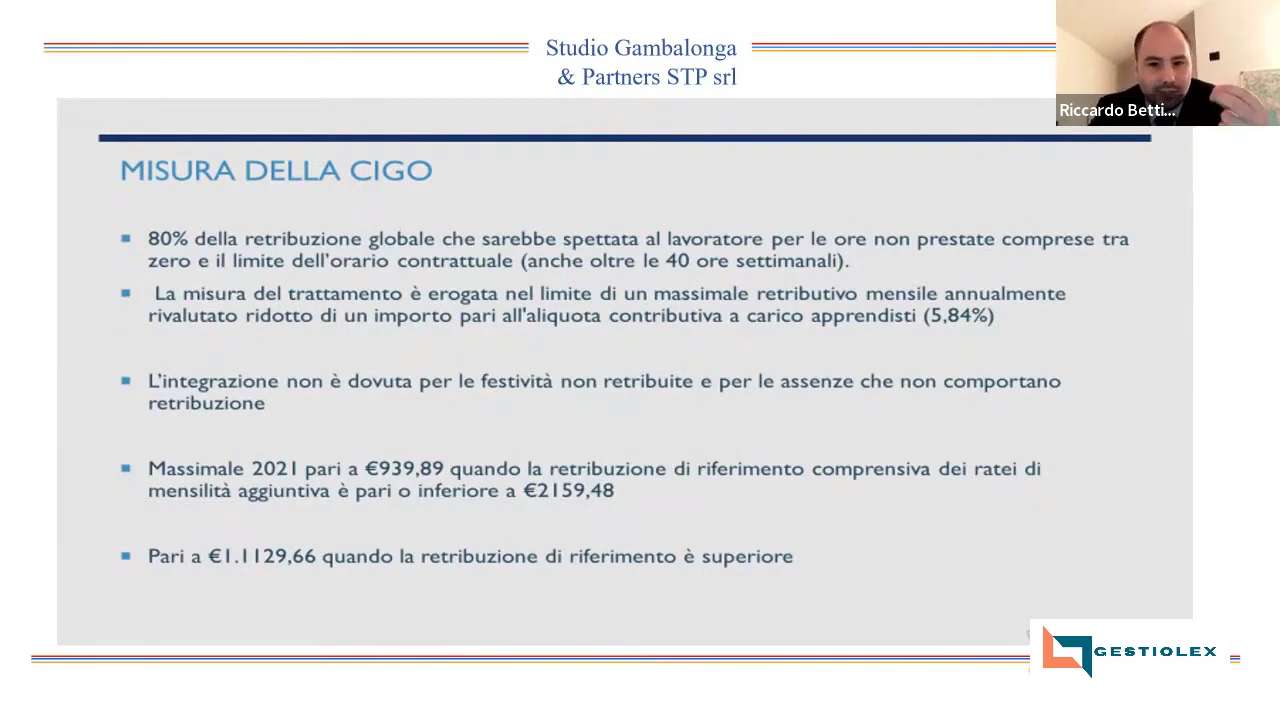 Studio Gambalonga
& Partners STP srl
Riccardo Betti...
MISURA DELLA CIGO
80% della retribuzione globale che sarebbe spettata al lavoratore per le ore non prestate comprese tra
zero e il limite dell'orario contrattuale (anche oltre le 40 ore settimanali).
La misura del trattamento è erogata nel limite di un massimale retributivo mensile annualmente
rivalutato ridotto di un importo pari all'aliquota contributiva a carico apprendisti (5,84%)
L'integrazione non è dovuta per le festività non retribuite e per le assenze che non comportano
retribuzione
Massimale 2021 pari a €939,89 quando la retribuzione di riferimento comprensiva dei ratei di
mensilità aggiuntiva è pari o inferiore a €2159,48
Pari a €1.1129,66 quando la retribuzione di riferimento è superiore
GESTIOLEX